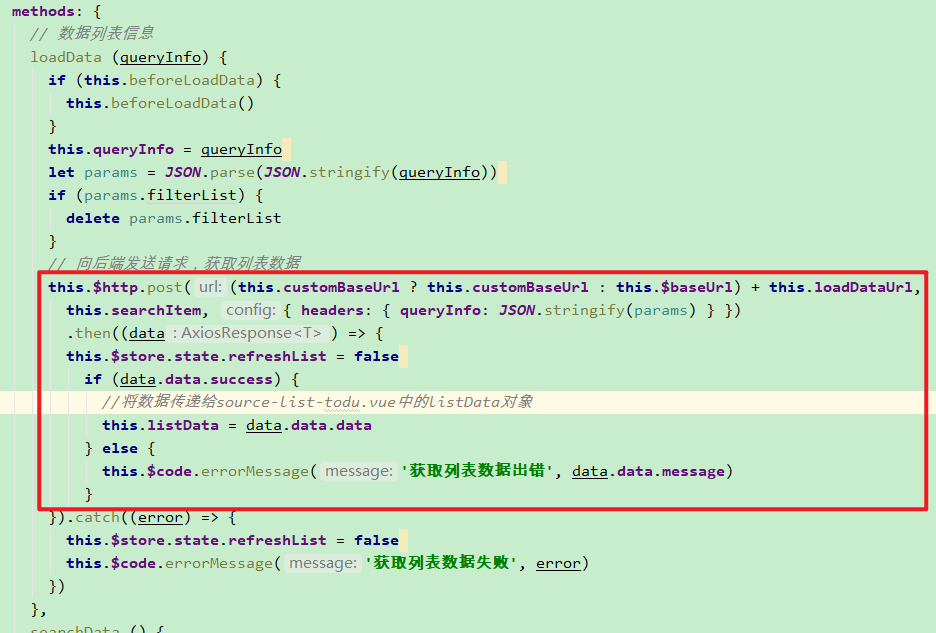 methods: {
// 数据列表信息
loadData (queryInfo) {
if (this.beforeLoadData) {
this.beforeLoadData()
}
this.queryInfo = queryInfo
let params = JSON.parse(JSON.stringify(queryInfo))
if (params.filterList) {
delete params.filterList
}
// 向后端发送请求，获取列表数据
this.$http.post( url: (this.customBaseUrl ? this.customBaseUrl : this.$baseUrl) + this.loadDataUrl,
this.searchItem, config: { headers: { queryInfo: JSON.stringify(params) } })
.then((data : AxiosResponse<T> ) => {
this.$store.state.refreshList = false
if (data.data.success) {
//将数据传递给source-list-todu.vue中的listData对象
this.listData = data.data.data
} else {
this.$code.errorMessage( message: '获取列表数据出错', data.data.message)
}
}).catch((error) => {
this.$store.state.refreshList = false
this.$code.errorMessage( message: '获取列表数据失败', error)
})
},
searchData () {